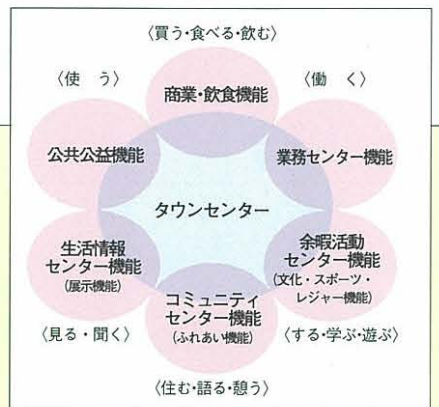 〈買う・食べる・飲む〉
商業・飲食機能
〈使　う〉
公共公益機能
〈働　く〉
業務センター機能
タウンセンター
生活情報
センター機能
(展示機能)
〈見る・聞く〉
余暇活動
センター機能
(文化・スポーツ・
レジャー機能)
〈する・学ぶ・遊ぶ〉
コミュニティ
センター機能
(ふれあい機能)
〈住む・語る・憩う〉